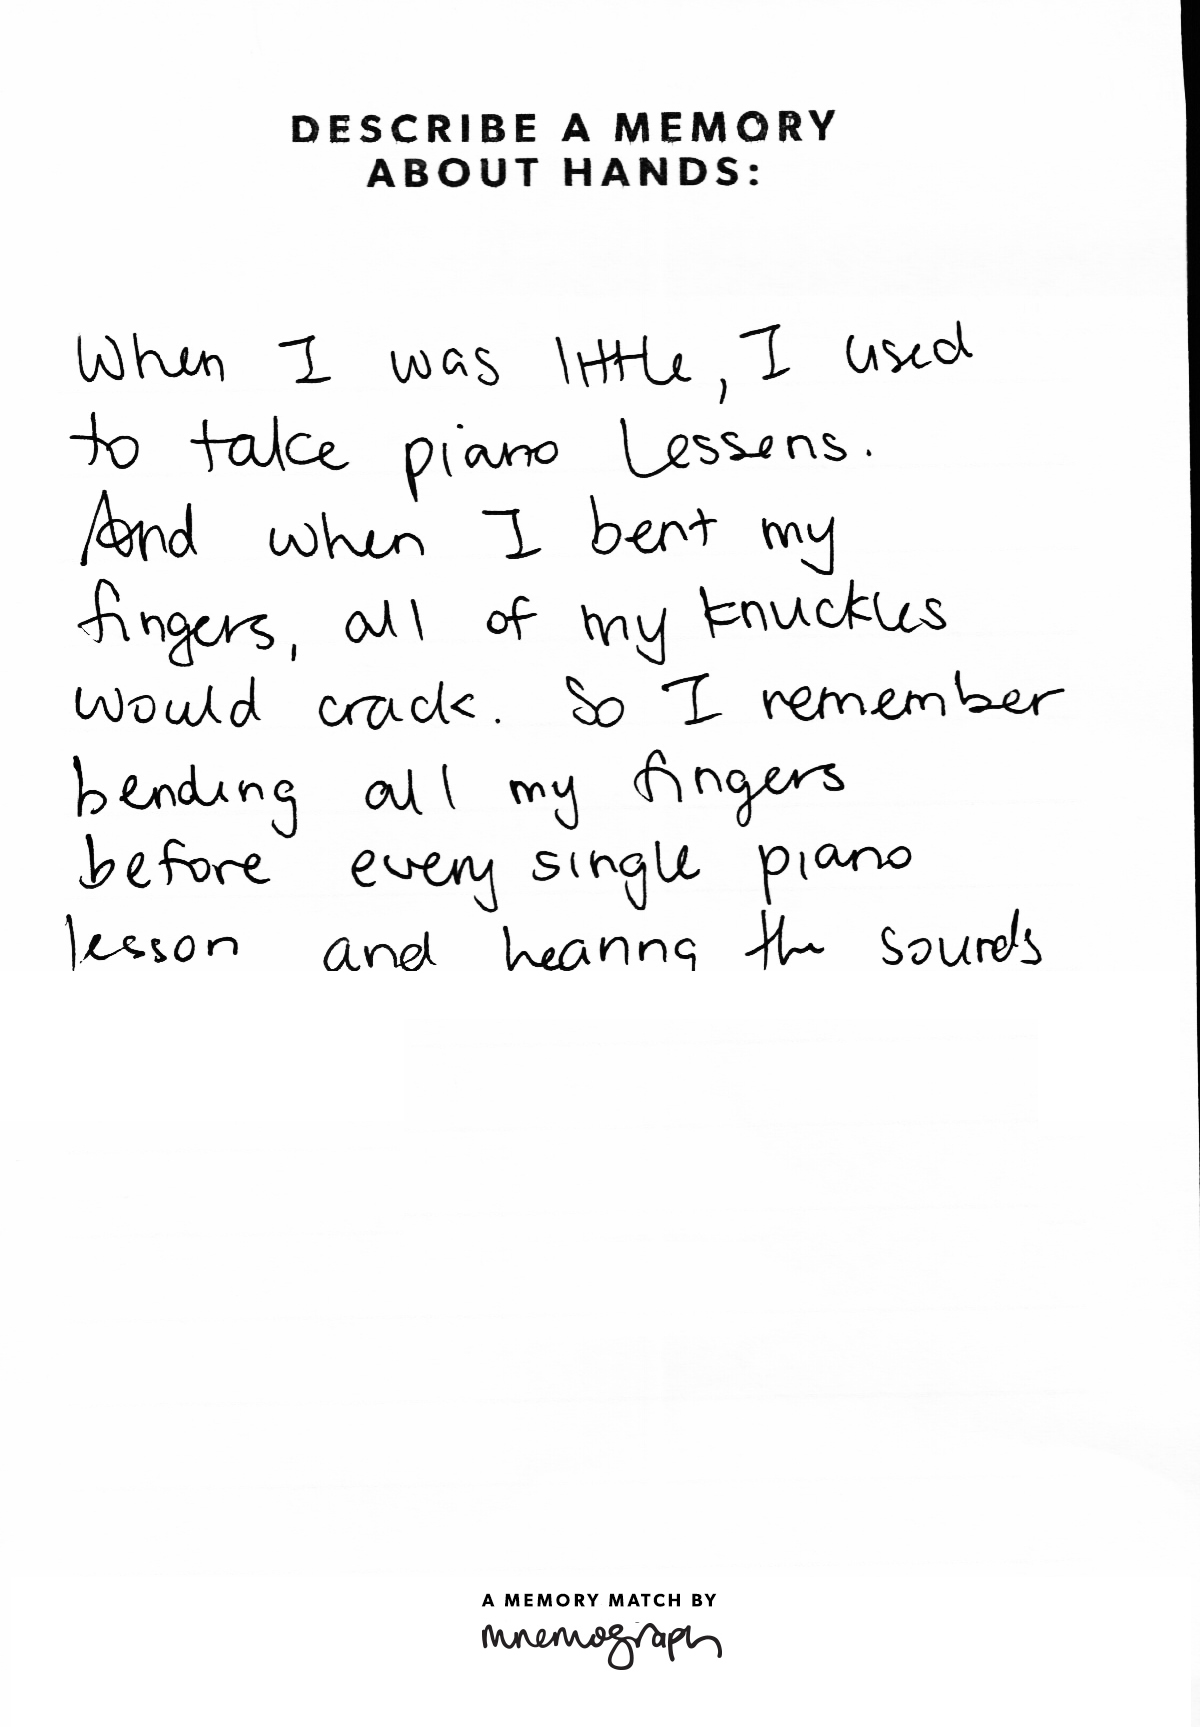 DESCRIBE A MEMORY
ABOUT HANDS:
When I was little, I used
to take piano lessens.
And when I bent my
fingers, all of my knuckles
would crack. So I remember
bending all my fingers
before every single piano
lesson and hearing the sounds
A MEMORY MATCH BY
mnemograph